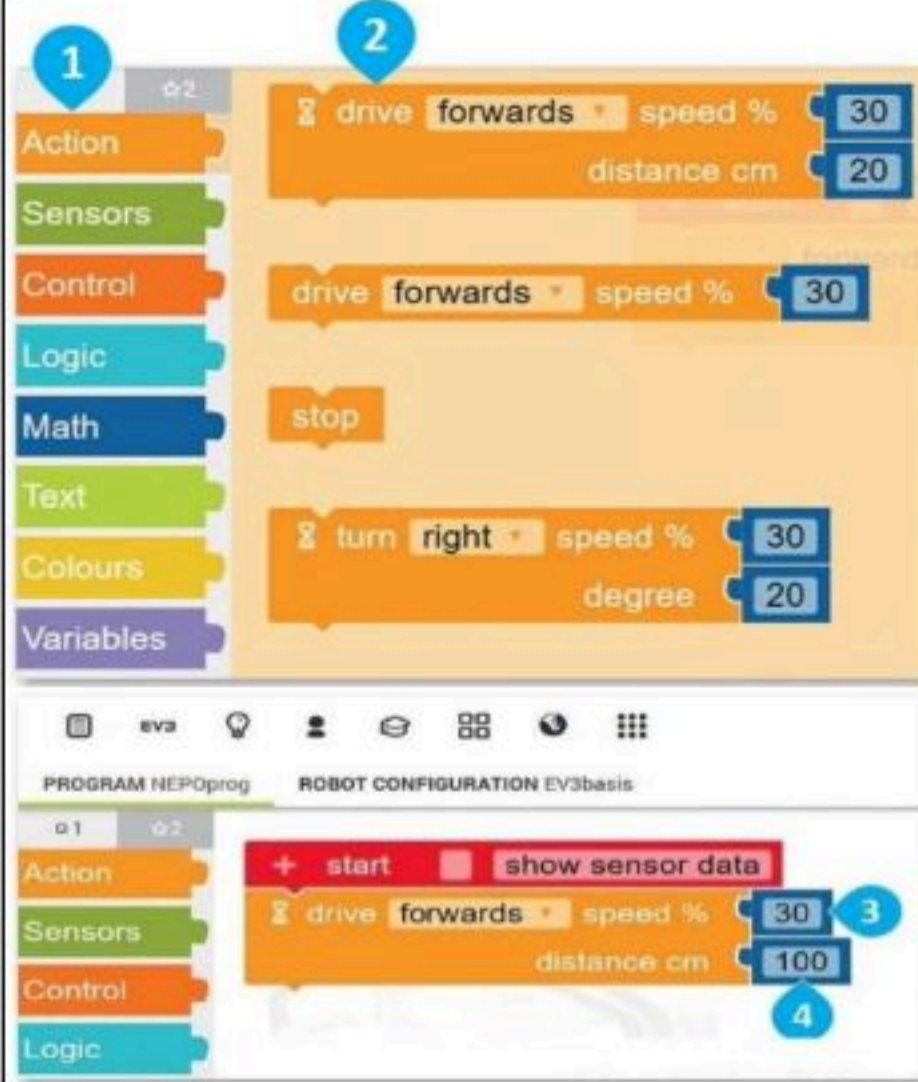 1
2
☆2
Action
Sensors
Control
Logic
Math
Text
Colours
Variables
drive forwards speed % 30
distance cm 20
forward
drive forwards speed % 30
stop
turn right speed % 30
degree 20
EV3
PROGRAM NEPOprog ROBOT CONFIGURATION EV3basis
1 ☆2
Action
Sensors
Control
Logic
+ start show sensor data
drive forwards speed % 30 3
distance cm 100
4